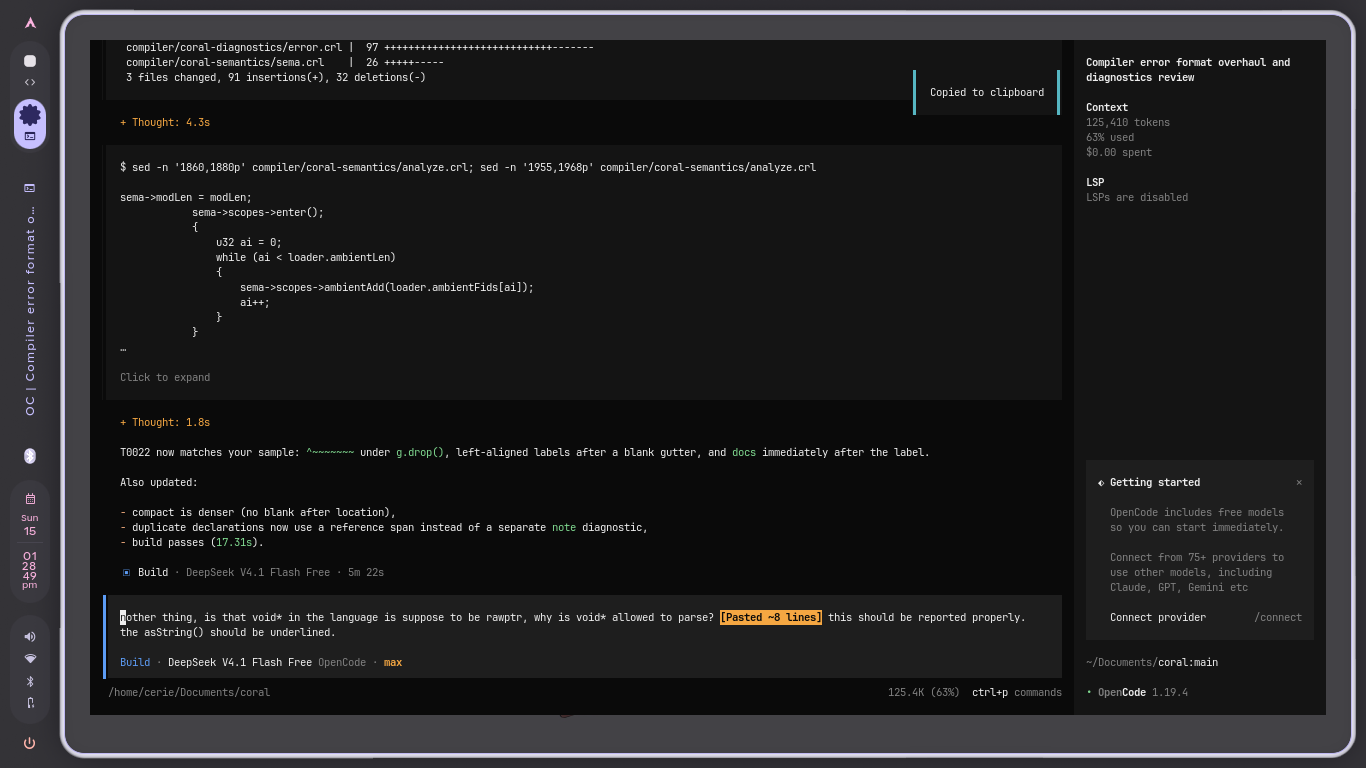 OC | Compiler error format o…
Sun
15
01
28
49
pm
compiler/coral-diagnostics/error.crl |  97 ++++++++++++++++++++++++++++-------
compiler/coral-semantics/sema.crl    |  26 +++++-----
3 files changed, 91 insertions(+), 32 deletions(-)
Copied to clipboard
+ Thought: 4.3s
$ sed -n '1860,1880p' compiler/coral-semantics/analyze.crl; sed -n '1955,1968p' compiler/coral-semantics/analyze.crl
sema->modLen = modLen;
            sema->scopes->enter();
            {
                u32 ai = 0;
                while (ai < loader.ambientLen)
                {
                    sema->scopes->ambientAdd(loader.ambientFids[ai]);
                    ai++;
                }
            }
…
Click to expand
+ Thought: 1.8s
T0022 now matches your sample: ^~~~~~~~ under g.drop(), left-aligned labels after a blank gutter, and docs immediately after the label.
Also updated:
- compact is denser (no blank after location),
- duplicate declarations now use a reference span instead of a separate note diagnostic,
- build passes (17.31s).
▣ Build · DeepSeek V4.1 Flash Free · 5m 22s
nother thing, is that void* in the language is suppose to be rawptr, why is void* allowed to parse? [Pasted ~8 lines] this should be reported properly.
the asString() should be underlined.
Build · DeepSeek V4.1 Flash Free OpenCode · max
/home/cerie/Documents/coral
125.4K (63%)  ctrl+p commands
Compiler error format overhaul and
diagnostics review
Context
125,410 tokens
63% used
$0.00 spent
LSP
LSPs are disabled
⬖ Getting started ✕
OpenCode includes free models
so you can start immediately.
Connect from 75+ providers to
use other models, including
Claude, GPT, Gemini etc
Connect provider /connect
~/Documents/coral:main
• OpenCode 1.19.4